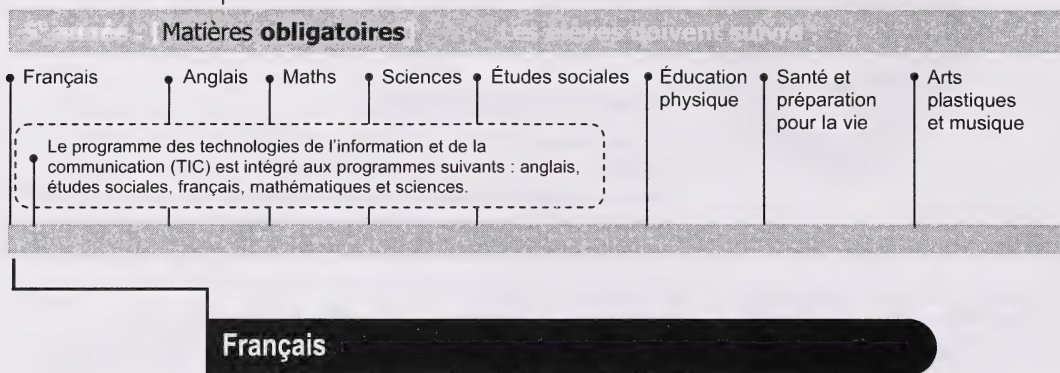 Matières obligatoires
Français
Anglais
Maths
Sciences
Études sociales
Éducation
physique
Santé et
préparation
pour la vie
Arts
plastiques
et musique
Le programme des technologies de l'information et de la
communication (TIC) est intégré aux programmes suivants : anglais,
études sociales, français, mathématiques et sciences.
Français